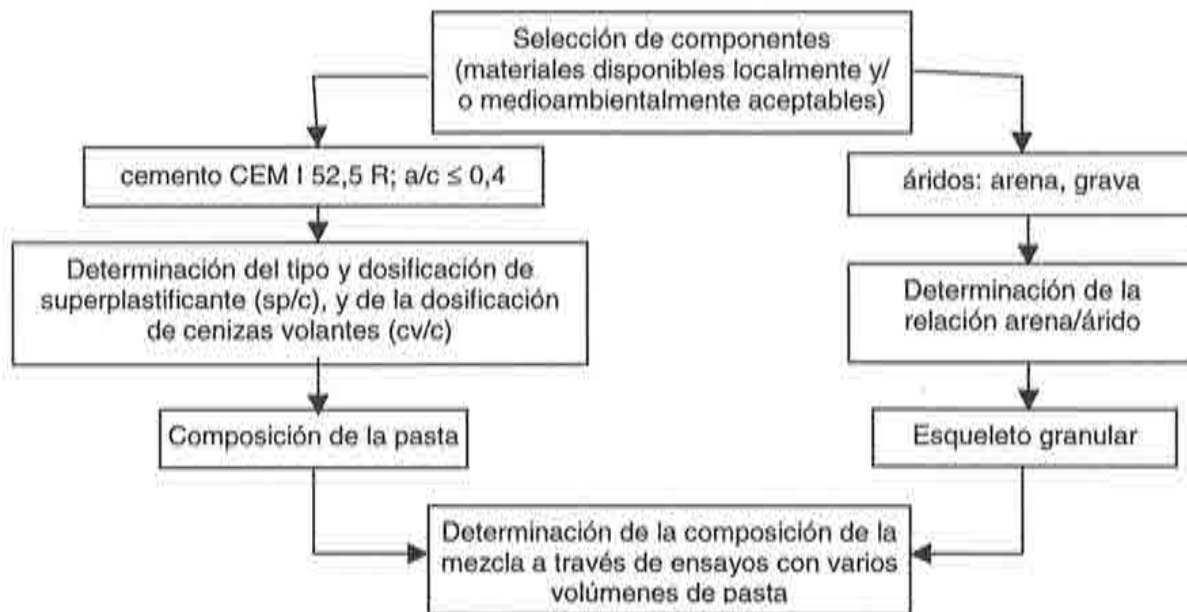 Selección de componentes
(materiales disponibles localmente y/
o medioambientalmente aceptables)
cemento CEM I 52,5 R; a/c ≤ 0,4
áridos: arena, grava
Determinación del tipo y dosificación de
superplastificante (sp/c), y de la dosificación
de cenizas volantes (cv/c)
Determinación de la
relación arena/árido
Composición de la pasta
Esqueleto granular
Determinación de la composición de la
mezcla a través de ensayos con varios
volúmenes de pasta